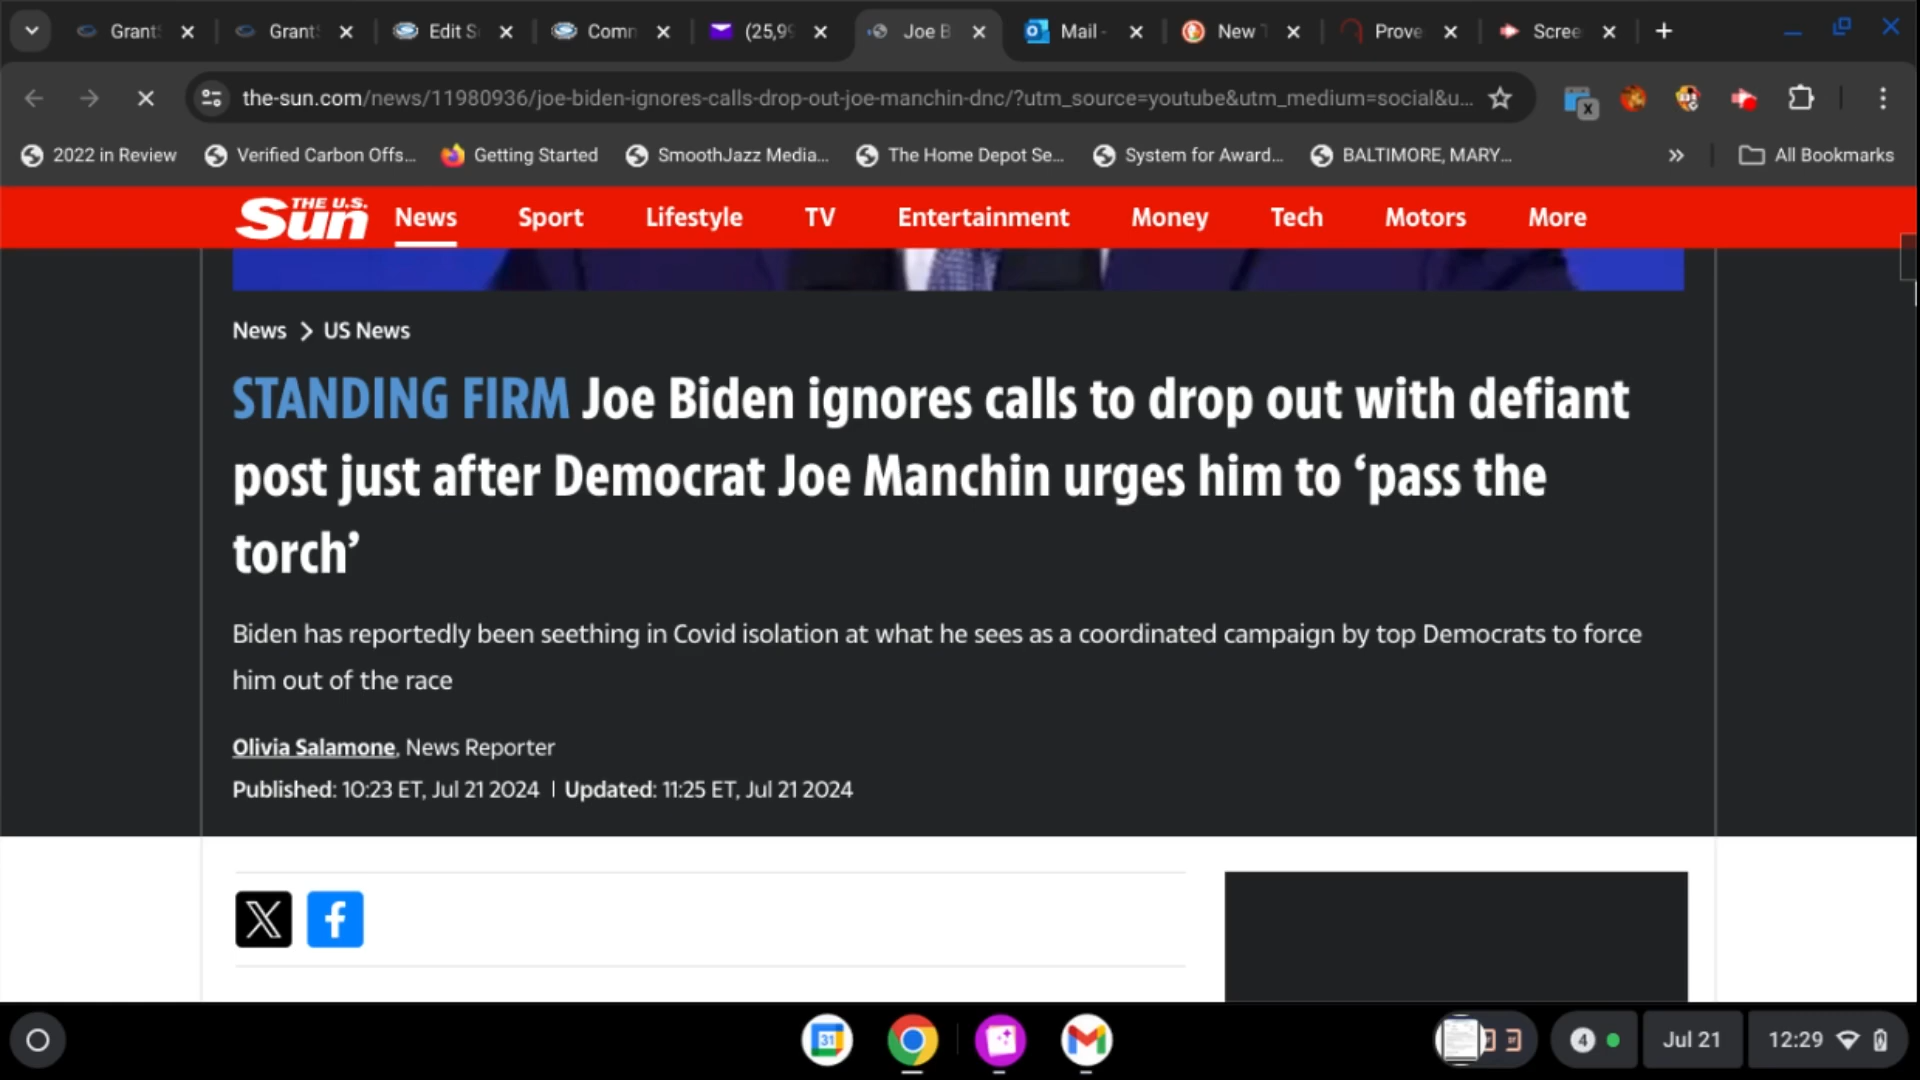 Grant
Grant
Edit S
Comm
(25,99
Joe B
Mail -
New T
Prove
Scree
the-sun.com/news/11980936/joe-biden-ignores-calls-drop-out-joe-manchin-dnc/?utm_source=youtube&utm_medium=social&u...
2022 in Review
Verified Carbon Offs...
Getting Started
SmoothJazz Media...
The Home Depot Se...
System for Award...
BALTIMORE, MARY...
All Bookmarks
THE U.S.
Sun
News
Sport
Lifestyle
TV
Entertainment
Money
Tech
Motors
More
News > US News
STANDING FIRM Joe Biden ignores calls to drop out with defiant
post just after Democrat Joe Manchin urges him to ‘pass the
torch’
Biden has reportedly been seething in Covid isolation at what he sees as a coordinated campaign by top Democrats to force
him out of the race
Olivia Salamone, News Reporter
Published: 10:23 ET, Jul 21 2024 | Updated: 11:25 ET, Jul 21 2024
31
4
Jul 21
12:29